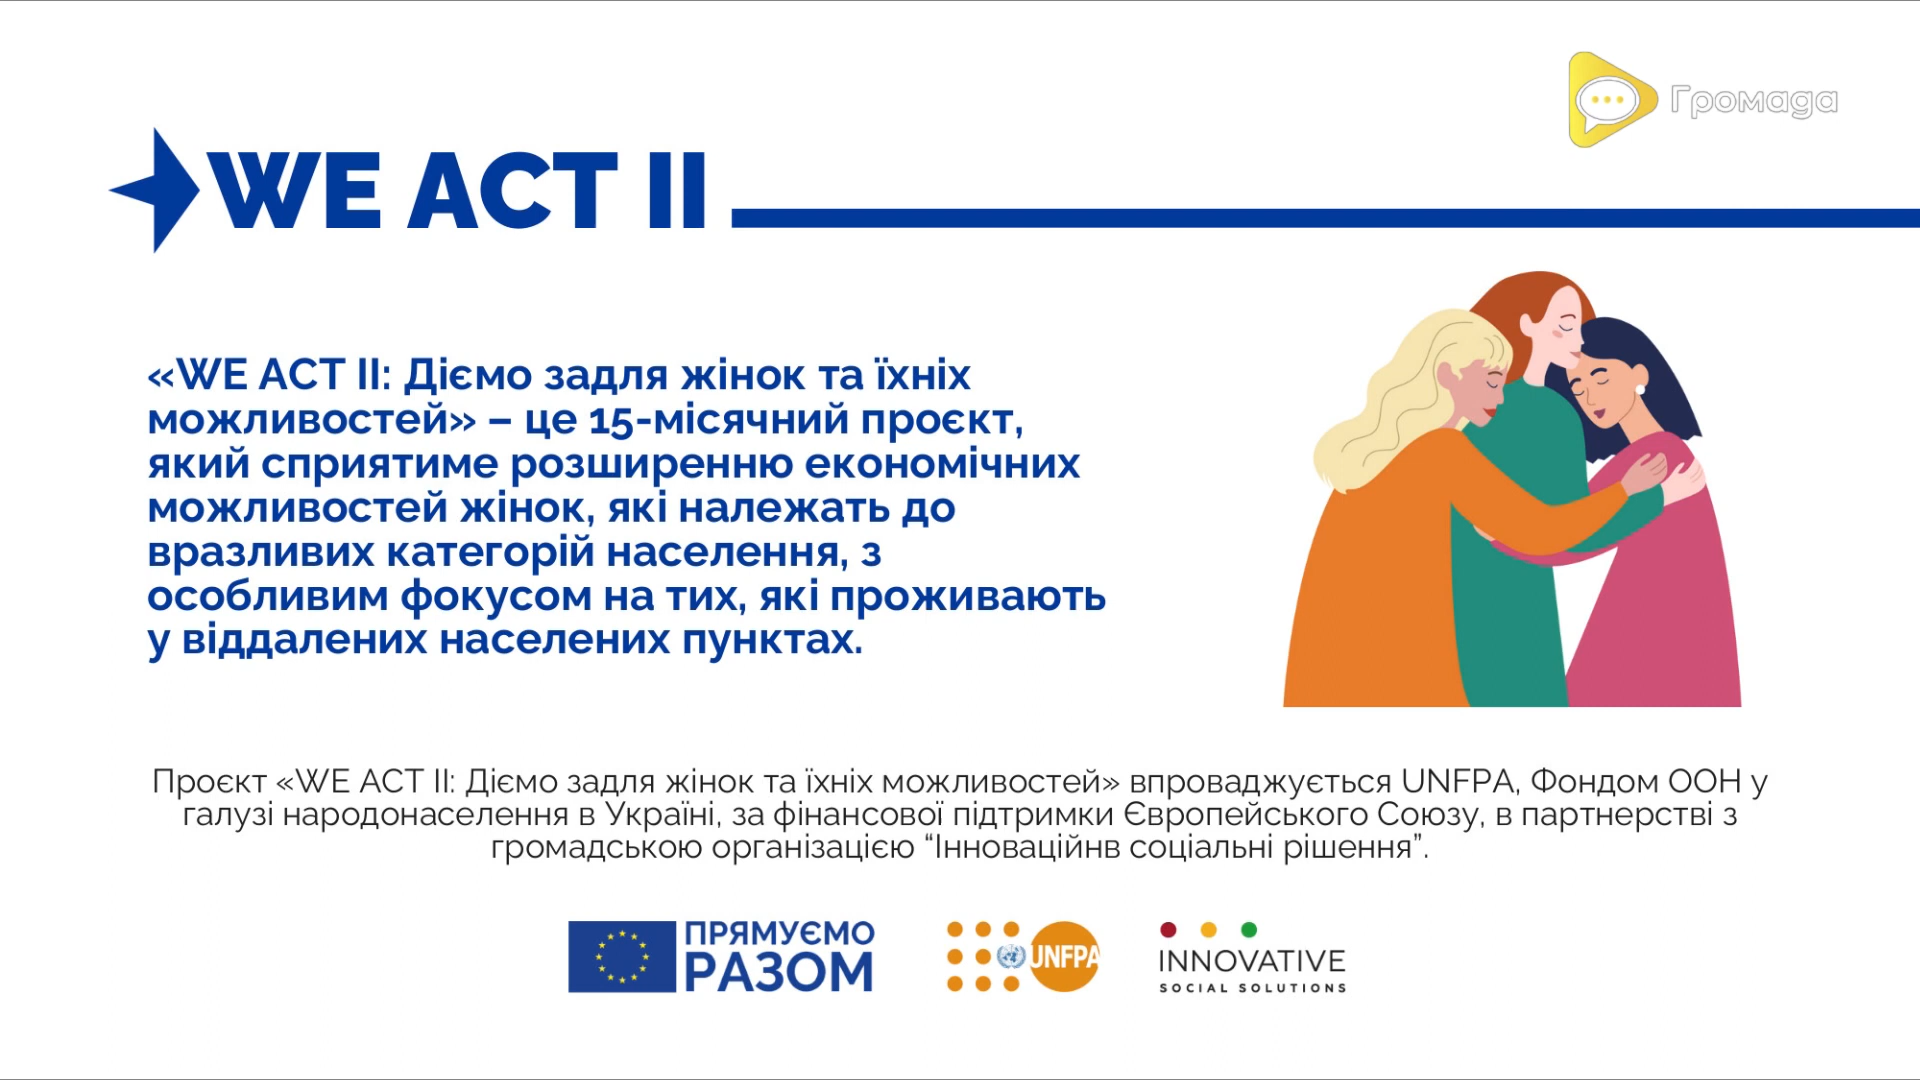 Громада
WE ACT II
«WE ACT II: Діємо задля жінок та їхніх
можливостей» – це 15-місячний проєкт,
який сприятиме розширенню економічних
можливостей жінок, які належать до
вразливих категорій населення, з
особливим фокусом на тих, які проживають
у віддалених населених пунктах.
Проєкт «WE ACT II: Діємо задля жінок та їхніх можливостей» впроваджується UNFPA, Фондом ООН у
галузі народонаселення в Україні, за фінансової підтримки Європейського Союзу, в партнерстві з
громадською організацією “Інноваційнв соціальні рішення”.
ПРЯМУЄМО
РАЗОМ
UNFPA
INNOVATIVE
SOCIAL SOLUTIONS